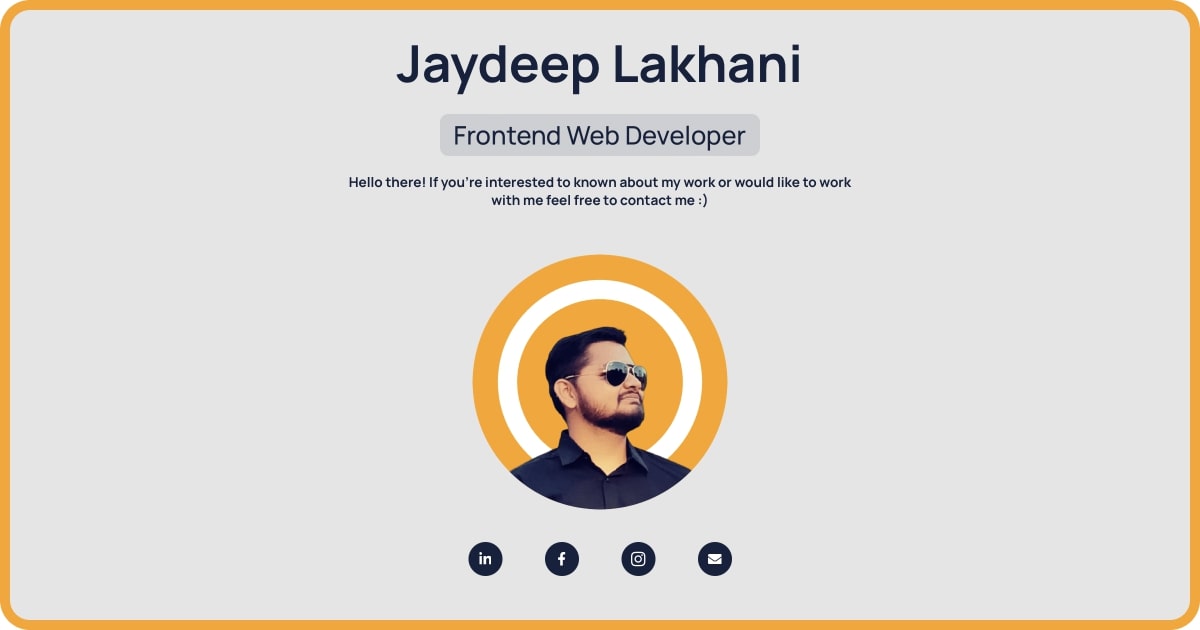 Jaydeep Lakhani
Frontend Web Developer
Hello there! If you're interested to known about my work or would like to work
with me feel free to contact me :)
in
f